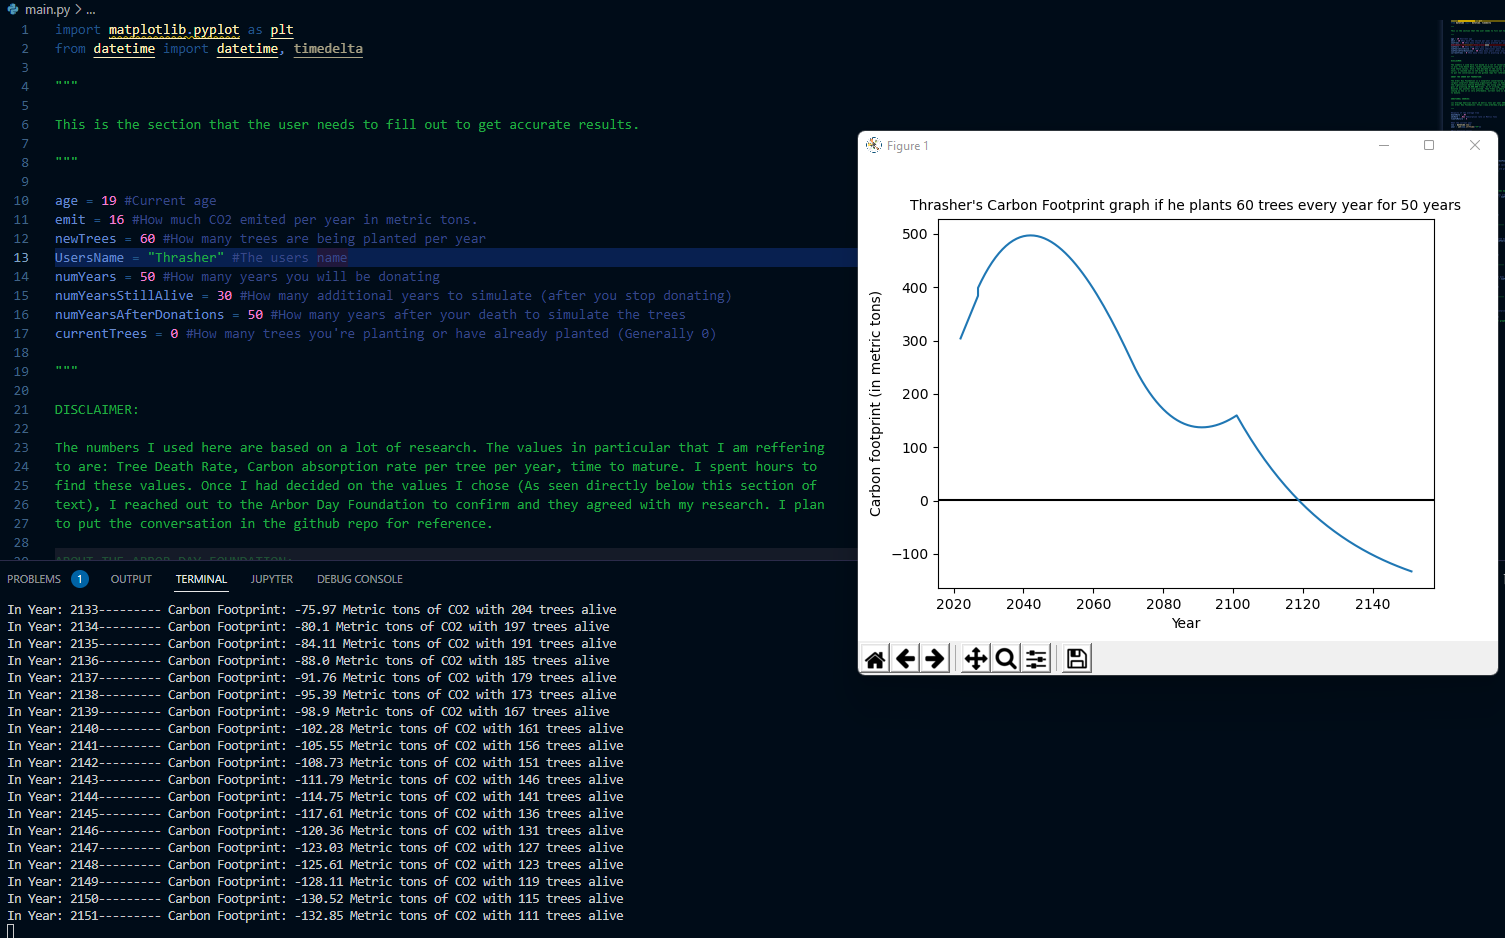 main.py > ...
1 import matplotlib.pyplot as plt
2 from datetime import datetime, timedelta
3
4 """
5
6 This is the section that the user needs to fill out to get accurate results.
7
8 """
9
10 age = 19 #Current age
11 emit = 16 #How much CO2 emited per year in metric tons.
12 newTrees = 60 #How many trees are being planted per year
13 UsersName = "Thrasher" #The users name
14 numYears = 50 #How many years you will be donating
15 numYearsStillAlive = 30 #How many additional years to simulate (after you stop donating)
16 numYearsAfterDonations = 50 #How many years after your death to simulate the trees
17 currentTrees = 0 #How many trees you're planting or have already planted (Generally 0)
18
19 """
20
21 DISCLAIMER:
22
23 The numbers I used here are based on a lot of research. The values in particular that I am reffering
24 to are: Tree Death Rate, Carbon absorption rate per tree per year, time to mature. I spent hours to
25 find these values. Once I had decided on the values I chose (As seen directly below this section of
26 text), I reached out to the Arbor Day Foundation to confirm and they agreed with my research. I plan
27 to put the conversation in the github repo for reference.
28
29 ABOUT THE ARBOR DAY FOUNDATION:
Figure 1
Thrasher's Carbon Footprint graph if he plants 60 trees every year for 50 years
Carbon footprint (in metric tons)
500
400
300
200
100
0
−100
2020 2040 2060 2080 2100 2120 2140
Year
PROBLEMS 1 OUTPUT TERMINAL JUPYTER DEBUG CONSOLE
In Year: 2133--------- Carbon Footprint: -75.97 Metric tons of CO2 with 204 trees alive
In Year: 2134--------- Carbon Footprint: -80.1 Metric tons of CO2 with 197 trees alive
In Year: 2135--------- Carbon Footprint: -84.11 Metric tons of CO2 with 191 trees alive
In Year: 2136--------- Carbon Footprint: -88.0 Metric tons of CO2 with 185 trees alive
In Year: 2137--------- Carbon Footprint: -91.76 Metric tons of CO2 with 179 trees alive
In Year: 2138--------- Carbon Footprint: -95.39 Metric tons of CO2 with 173 trees alive
In Year: 2139--------- Carbon Footprint: -98.9 Metric tons of CO2 with 167 trees alive
In Year: 2140--------- Carbon Footprint: -102.28 Metric tons of CO2 with 161 trees alive
In Year: 2141--------- Carbon Footprint: -105.55 Metric tons of CO2 with 156 trees alive
In Year: 2142--------- Carbon Footprint: -108.73 Metric tons of CO2 with 151 trees alive
In Year: 2143--------- Carbon Footprint: -111.79 Metric tons of CO2 with 146 trees alive
In Year: 2144--------- Carbon Footprint: -114.75 Metric tons of CO2 with 141 trees alive
In Year: 2145--------- Carbon Footprint: -117.61 Metric tons of CO2 with 136 trees alive
In Year: 2146--------- Carbon Footprint: -120.36 Metric tons of CO2 with 131 trees alive
In Year: 2147--------- Carbon Footprint: -123.03 Metric tons of CO2 with 127 trees alive
In Year: 2148--------- Carbon Footprint: -125.61 Metric tons of CO2 with 123 trees alive
In Year: 2149--------- Carbon Footprint: -128.11 Metric tons of CO2 with 119 trees alive
In Year: 2150--------- Carbon Footprint: -130.52 Metric tons of CO2 with 115 trees alive
In Year: 2151--------- Carbon Footprint: -132.85 Metric tons of CO2 with 111 trees alive